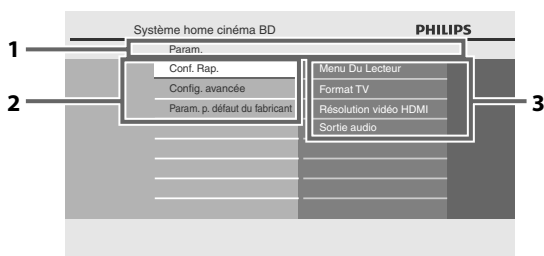 Système home cinéma BD PHILIPS
1 Param.
Conf. Rap. Menu Du Lecteur
2 Config. avancée Format TV 3
Param. p. défaut du fabricant Résolution vidéo HDMI
Sortie audio